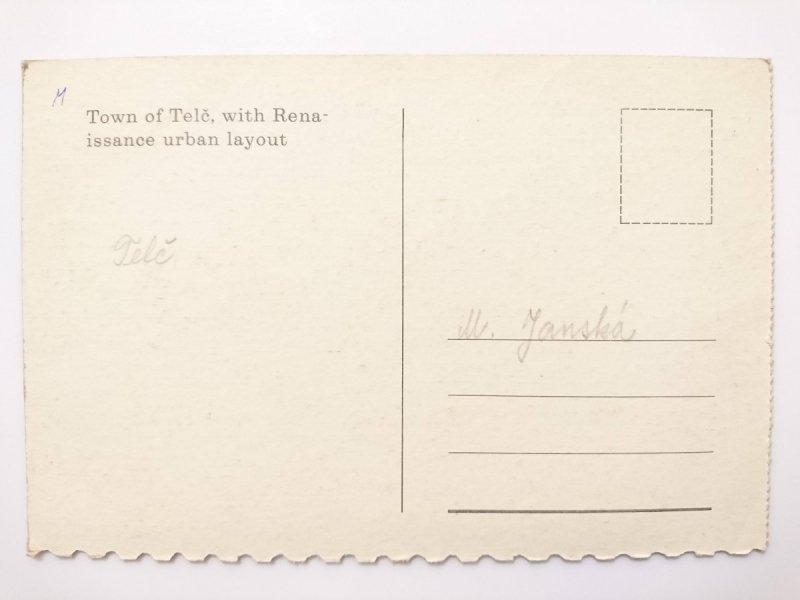 M
Town of Telč, with Rena-
issance urban layout
Telč
M. Janská